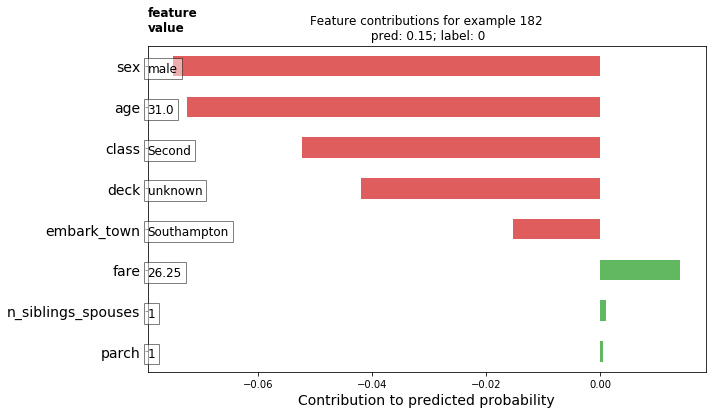 feature
value
Feature contributions for example 182
pred: 0.15; label: 0
sex male
age 31.0
class Second
deck unknown
embark_town Southampton
fare 26.25
n_siblings_spouses 1
parch 1
−0.06 −0.04 −0.02 0.00
Contribution to predicted probability